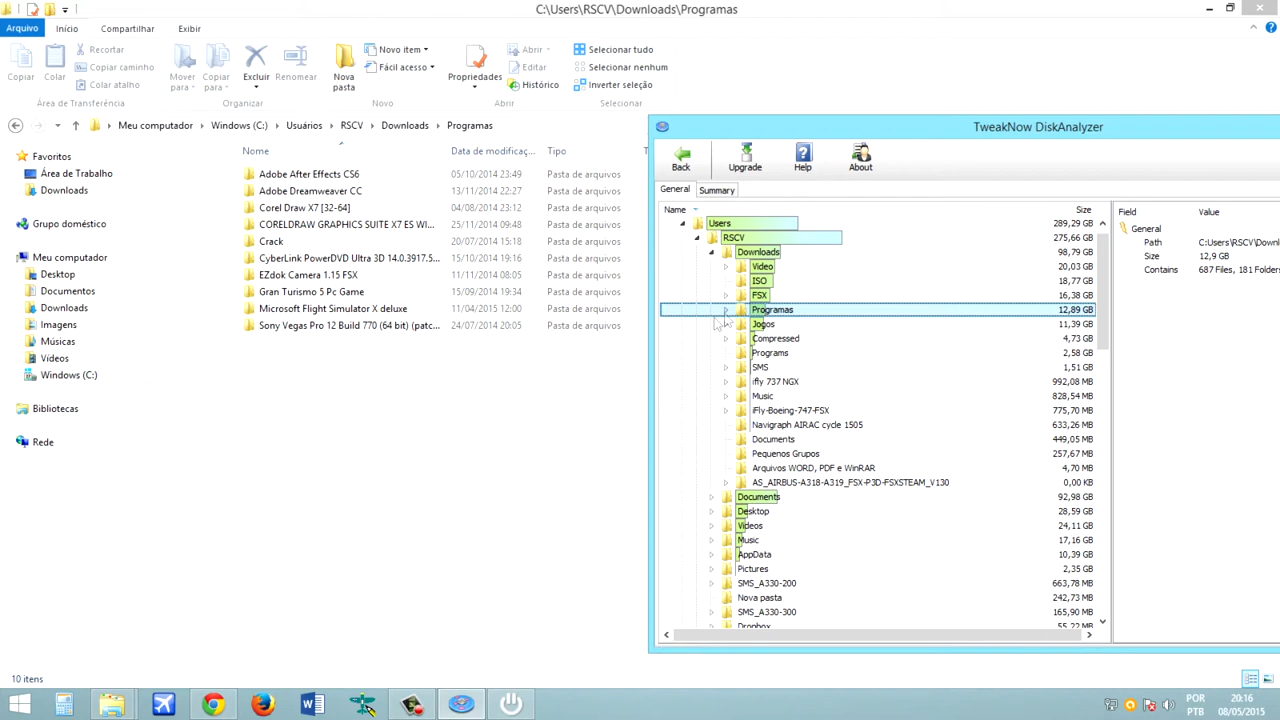 C:\Users\RSCV\Downloads\Programas
Arquivo Início Compartilhar Exibir
Copiar
Colar
Recortar
Copiar caminho
Colar atalho
Área de Transferência
Mover para
Copiar para
Excluir
Renomear
Organizar
Nova pasta
Novo item
Fácil acesso
Novo
Propriedades
Abrir
Editar
Histórico
Abrir
Selecionar tudo
Selecionar nenhum
Inverter seleção
Selecionar
Meu computador Windows (C:) Usuários RSCV Downloads Programas
Favoritos
Área de Trabalho
Downloads
Grupo doméstico
Meu computador
Desktop
Documentos
Downloads
Imagens
Músicas
Vídeos
Windows (C:)
Bibliotecas
Rede
Nome Data de modificaç... Tipo
Adobe After Effects CS6 05/10/2014 23:49 Pasta de arquivos
Adobe Dreamweaver CC 13/11/2014 22:27 Pasta de arquivos
Corel Draw X7 [32-64] 04/08/2014 23:12 Pasta de arquivos
CORELDRAW GRAPHICS SUITE X7 ES WI... 25/11/2014 09:48 Pasta de arquivos
Crack 20/07/2014 15:18 Pasta de arquivos
CyberLink PowerDVD Ultra 3D 14.0.3917.5... 15/10/2014 19:16 Pasta de arquivos
EZdok Camera 1.15 FSX 11/11/2014 08:05 Pasta de arquivos
Gran Turismo 5 Pc Game 15/09/2014 19:34 Pasta de arquivos
Microsoft Flight Simulator X deluxe 11/04/2015 12:05 Pasta de arquivos
Sony Vegas Pro 12 Build 770 (64 bit) (patc... 24/07/2014 20:05 Pasta de arquivos
TweakNow DiskAnalyzer
Back Upgrade Help About
General Summary
Name Size
Users 289,29 GB
RSCV 275,66 GB
Downloads 98,79 GB
Video 20,03 GB
ISO 18,77 GB
FSX 16,38 GB
Programas 12,89 GB
Jogos 11,39 GB
Compressed 4,73 GB
Programs 2,58 GB
SMS 1,51 GB
ifly 737 NGX 992,08 MB
Music 828,54 MB
iFly-Boeing-747-FSX 775,70 MB
Navigraph AIRAC cycle 1505 633,26 MB
Documents 449,05 MB
Pequenos Grupos 257,67 MB
Arquivos WORD, PDF e WinRAR 4,70 MB
AS_AIRBUS-A318-A319_FSX-P3D-FSXSTEAM_V130 0,00 KB
Documents 92,98 GB
Desktop 28,59 GB
Videos 24,11 GB
Music 17,16 GB
AppData 10,39 GB
Pictures 2,35 GB
SMS_A330-200 663,78 MB
Nova pasta 242,73 MB
SMS_A330-300 165,90 MB
Dropbox 55,22 MB
Field Value
General
Path C:\Users\RSCV\Downl
Size 12,9 GB
Contains 687 Files, 181 Folders
10 itens
POR
PTB
20:16
08/05/2015